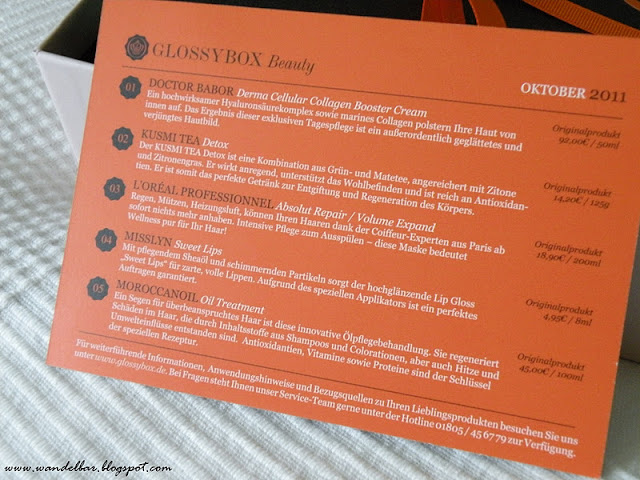 GLOSSYBOX Beauty
OKTOBER 2011
01 DOCTOR BABOR Derma Cellular Collagen Booster Cream
Ein hochwirksamer Hyaluronsäurekomplex sowie marines Collagen polstern Ihre Haut von
innen auf. Das Ergebnis dieser exklusiven Tagespflege ist ein außerordentlich geglättetes und
verjüngtes Hautbild.
Originalprodukt
92,00€ / 50ml
02 KUSMI TEA Detox
Der KUSMI TEA Detox ist eine Kombination aus Grün- und Matetee, angereichert mit Zitrone
und Zitronengras. Er wirkt anregend, unterstützt das Wohlbefinden und ist reich an Antioxidan-
tien. Er ist somit das perfekte Getränk zur Entgiftung und Regeneration des Körpers.
Originalprodukt
14,20€ / 125g
03 L'ORÉAL PROFESSIONNEL Absolut Repair / Volume Expand
Regen, Mützen, Heizungsluft, können Ihren Haaren dank der Coiffeur-Experten aus Paris ab
sofort nichts mehr anhaben. Intensive Pflege zum Ausspülen – diese Maske bedeutet
Wellness pur für Ihr Haar!
Originalprodukt
18,90€ / 200ml
04 MISSLYN Sweet Lips
Mit pflegendem Sheaöl und schimmernden Partikeln sorgt der hochglänzende Lip Gloss
„Sweet Lips“ für zarte, volle Lippen. Aufgrund des speziellen Applikators ist ein perfektes
Auftragen garantiert.
Originalprodukt
4,95€ / 8ml
05 MOROCCANOIL Oil Treatment
Ein Segen für überbeanspruchtes Haar ist diese innovative Ölpflegebehandlung. Sie regeneriert
Schäden im Haar, die durch Inhaltsstoffe aus Shampoos und Colorationen, aber auch Hitze und
Umwelteinflüsse entstanden sind. Antioxidantien, Vitamine sowie Proteine sind der Schlüssel
der speziellen Rezeptur.
Originalprodukt
45,00€ / 100ml
Für weiterführende Informationen, Anwendungshinweise und Bezugsquellen zu Ihren Lieblingsprodukten besuchen Sie uns
unter www.glossybox.de. Bei Fragen steht Ihnen unser Service-Team gerne unter der Hotline 01805 / 45 6779 zur Verfügung.
www.wandelbar.blogspot.com